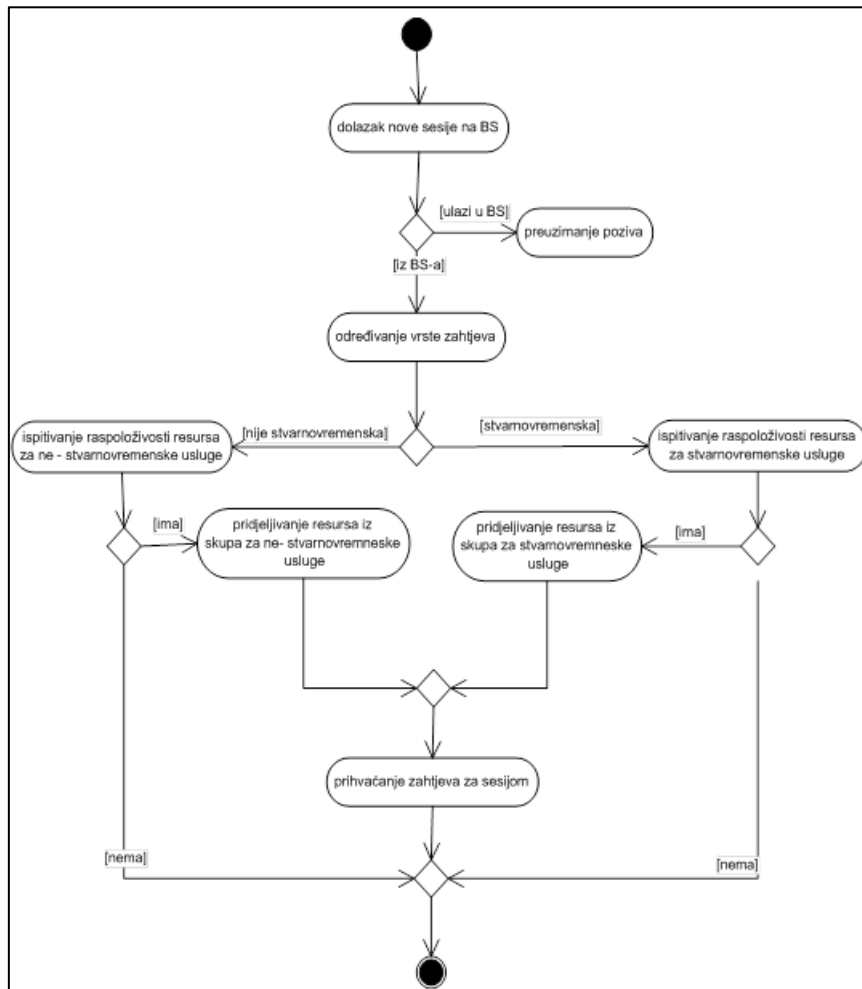 dolazak nove sesije na BS
[ulazi u BS]
preuzimanje poziva
[iz BS-a]
određivanje vrste zahtjeva
ispitivanje raspoloživosti resursa
za ne - stvarnovremenske usluge
[nije stvarnovremenska]
[stvarnovremenska]
ispitivanje raspoloživosti resursa
za stvarnovremenske usluge
[ima]
pridjeljivanje resursa iz
skupa za ne- stvarnovremneske
usluge
pridjeljivanje resursa iz
skupa za stvarnovremneske
usluge
[ima]
prihvaćanje zahtjeva za sesijom
[nema]
[nema]